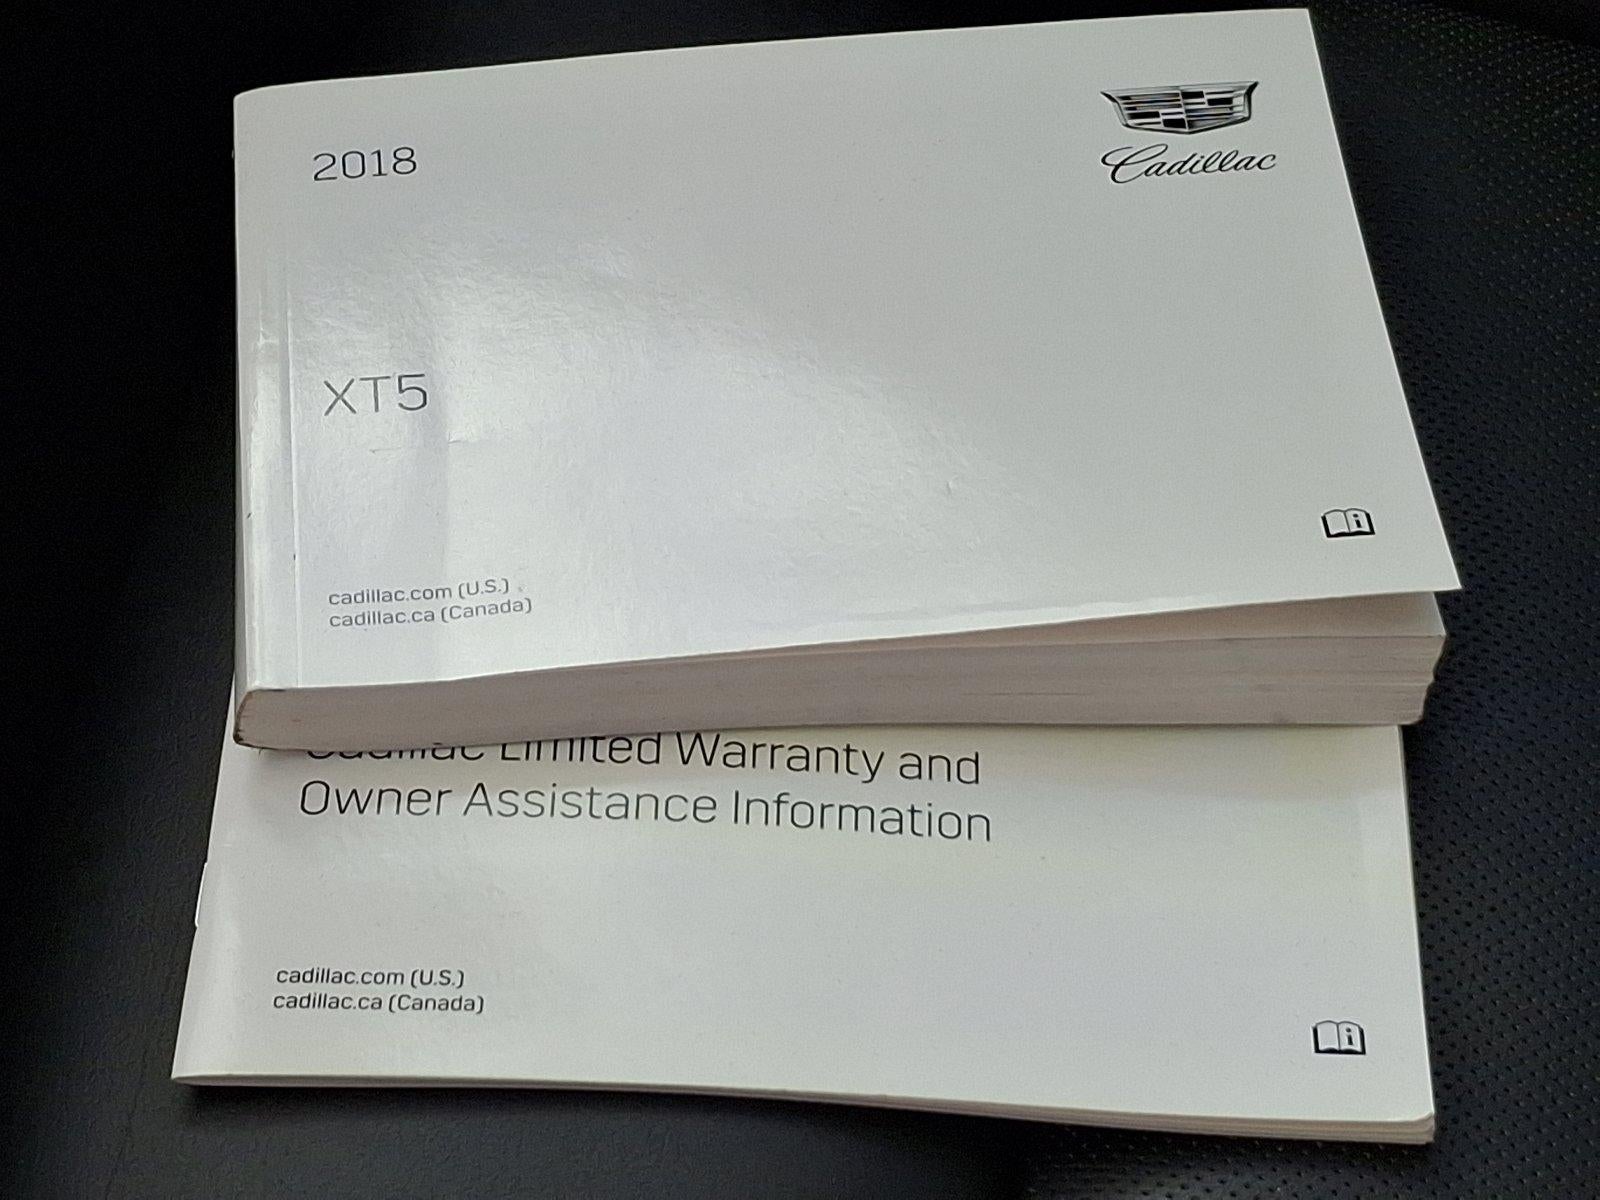 2018
Cadillac
XT5
cadillac.com (U.S.)
cadillac.ca (Canada)
Cadillac Limited Warranty and
Owner Assistance Information
cadillac.com (U.S.)
cadillac.ca (Canada)